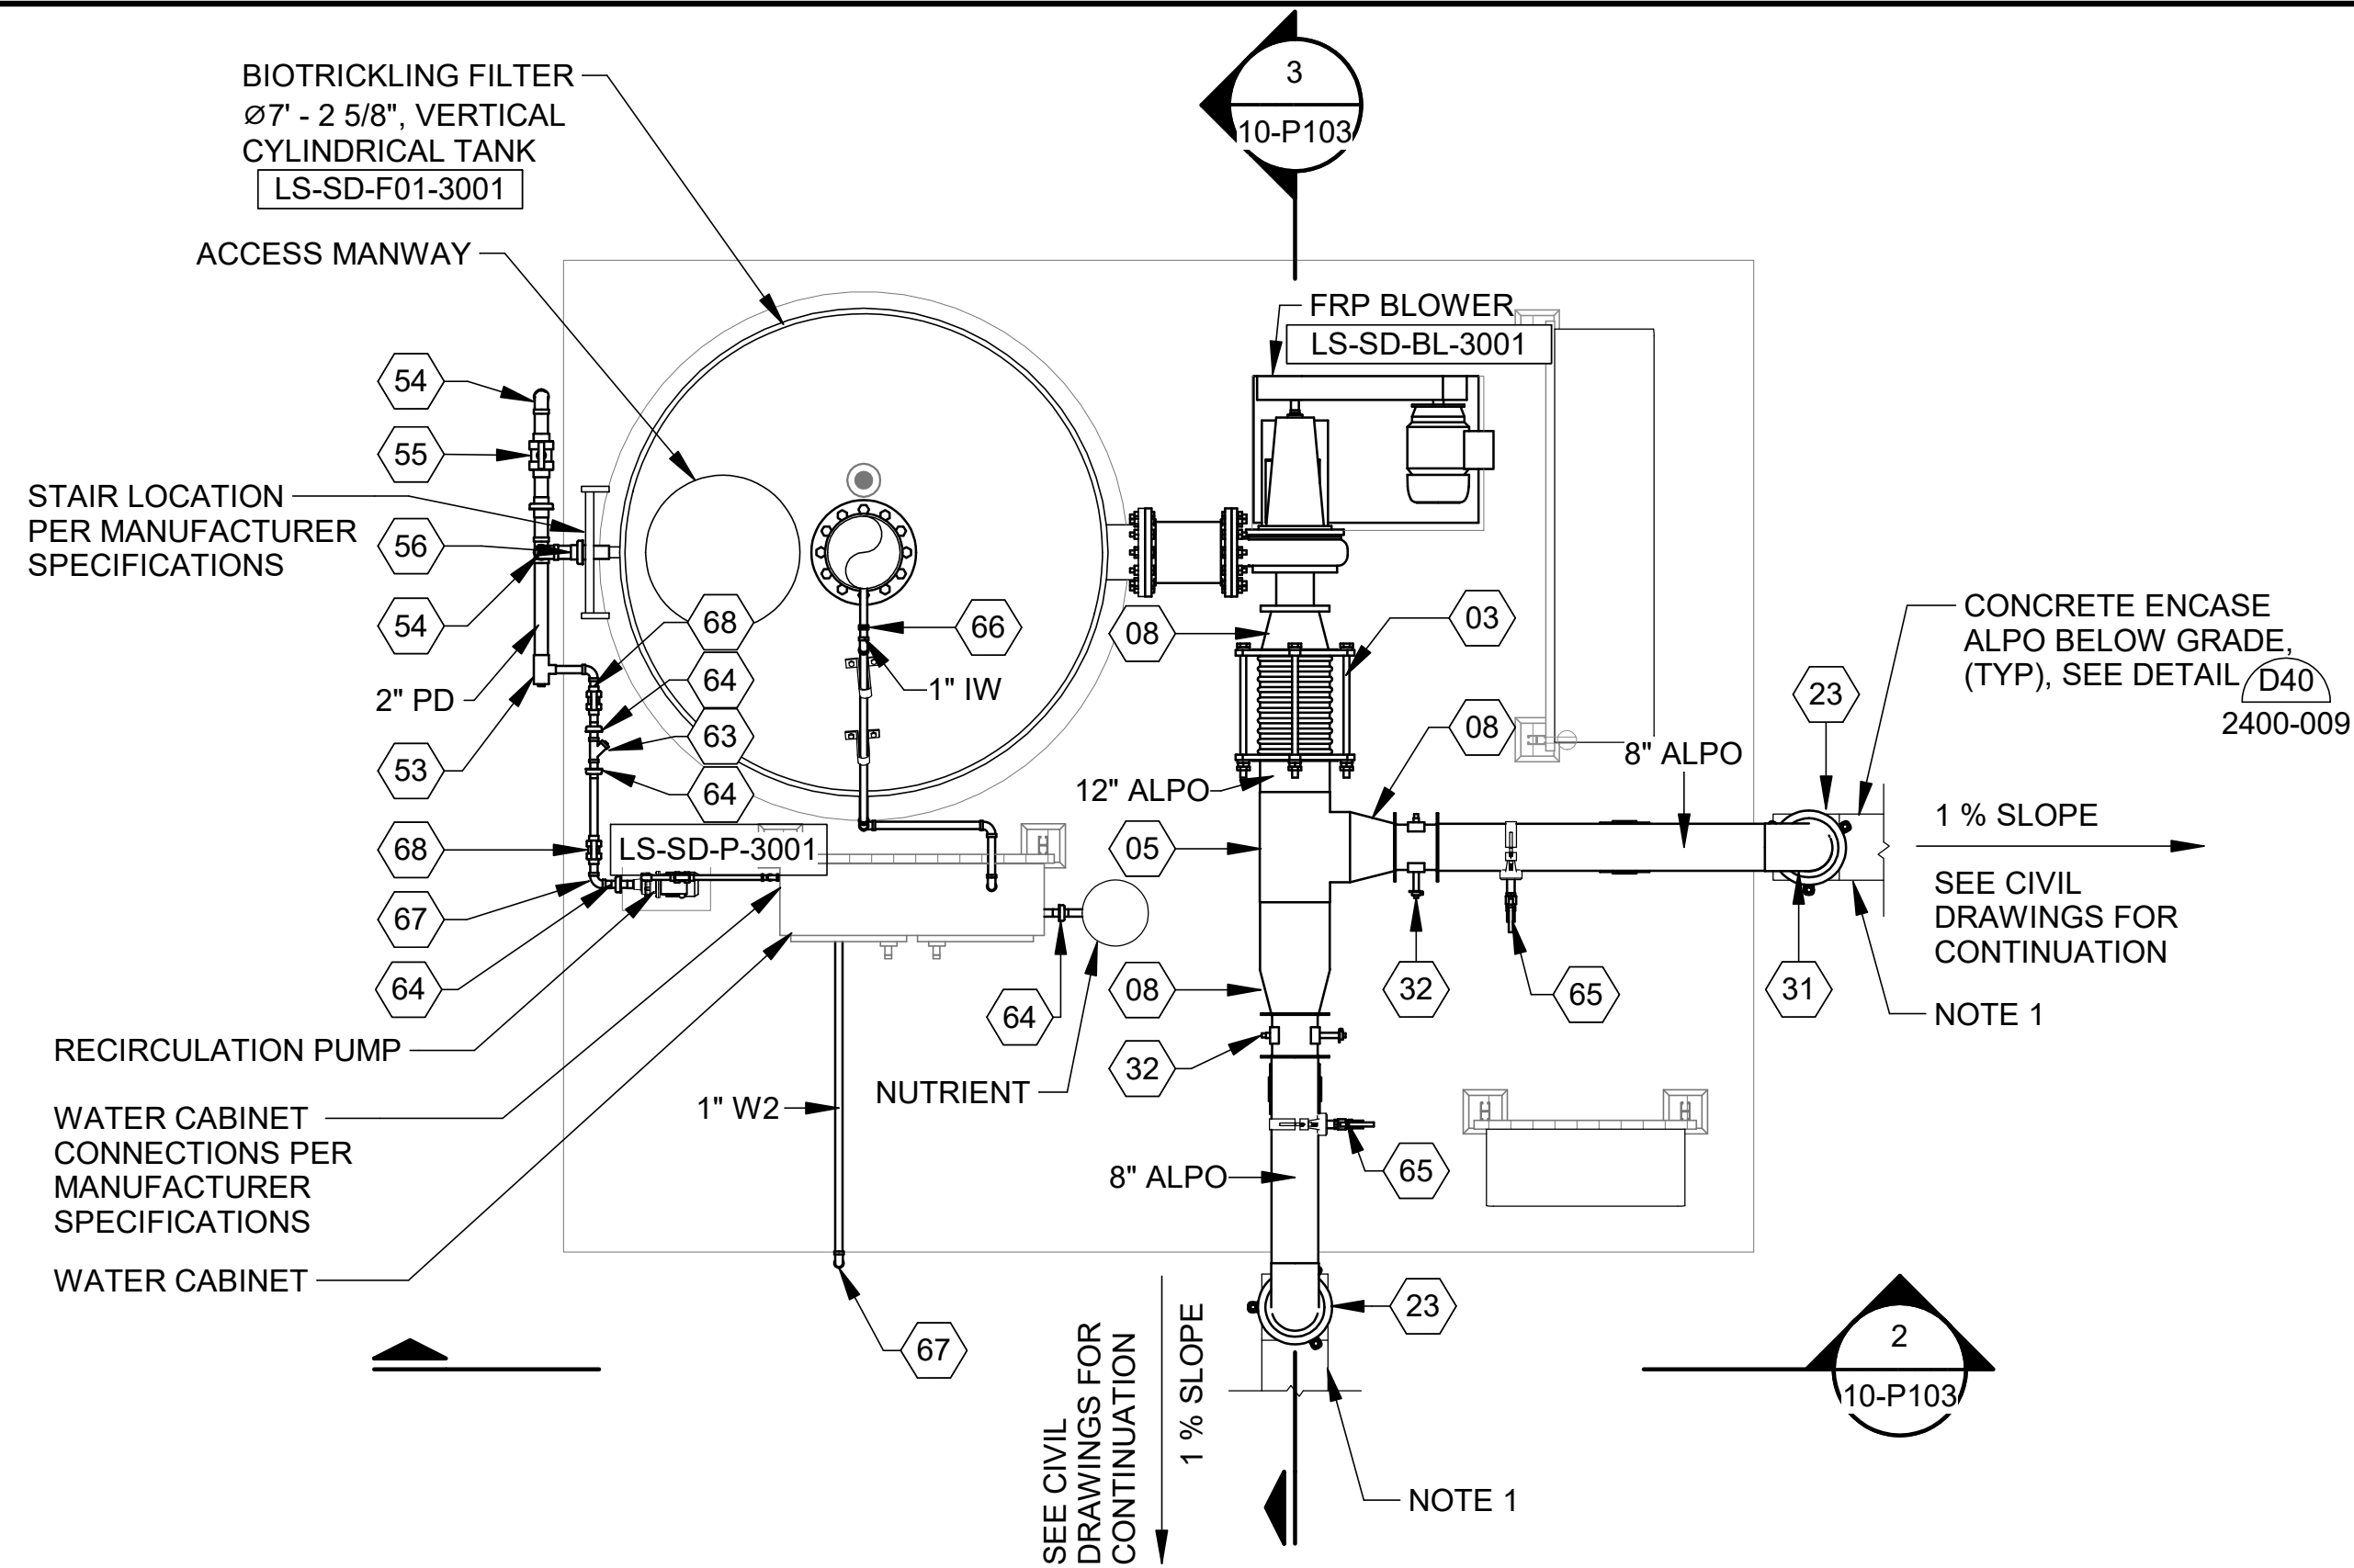 3
10-P103
BIOTRICKLING FILTER
Ø7' - 2 5/8", VERTICAL
CYLINDRICAL TANK
LS-SD-F01-3001
ACCESS MANWAY
FRP BLOWER
LS-SD-BL-3001
54
55
STAIR LOCATION
PER MANUFACTURER
SPECIFICATIONS
56
54
68
66
08
03
CONCRETE ENCASE
ALPO BELOW GRADE,
(TYP), SEE DETAIL
D40
2400-009
2" PD
64
1" IW
23
63
08
53
64
12" ALPO
8" ALPO
1 % SLOPE
68
LS-SD-P-3001
05
SEE CIVIL
DRAWINGS FOR
CONTINUATION
67
64
64
08
32
65
31
NOTE 1
RECIRCULATION PUMP
32
NUTRIENT
1" W2
WATER CABINET
CONNECTIONS PER
MANUFACTURER
SPECIFICATIONS
8" ALPO
65
WATER CABINET
23
67
SEE CIVIL
DRAWINGS FOR
CONTINUATION
1 % SLOPE
2
10-P103
NOTE 1